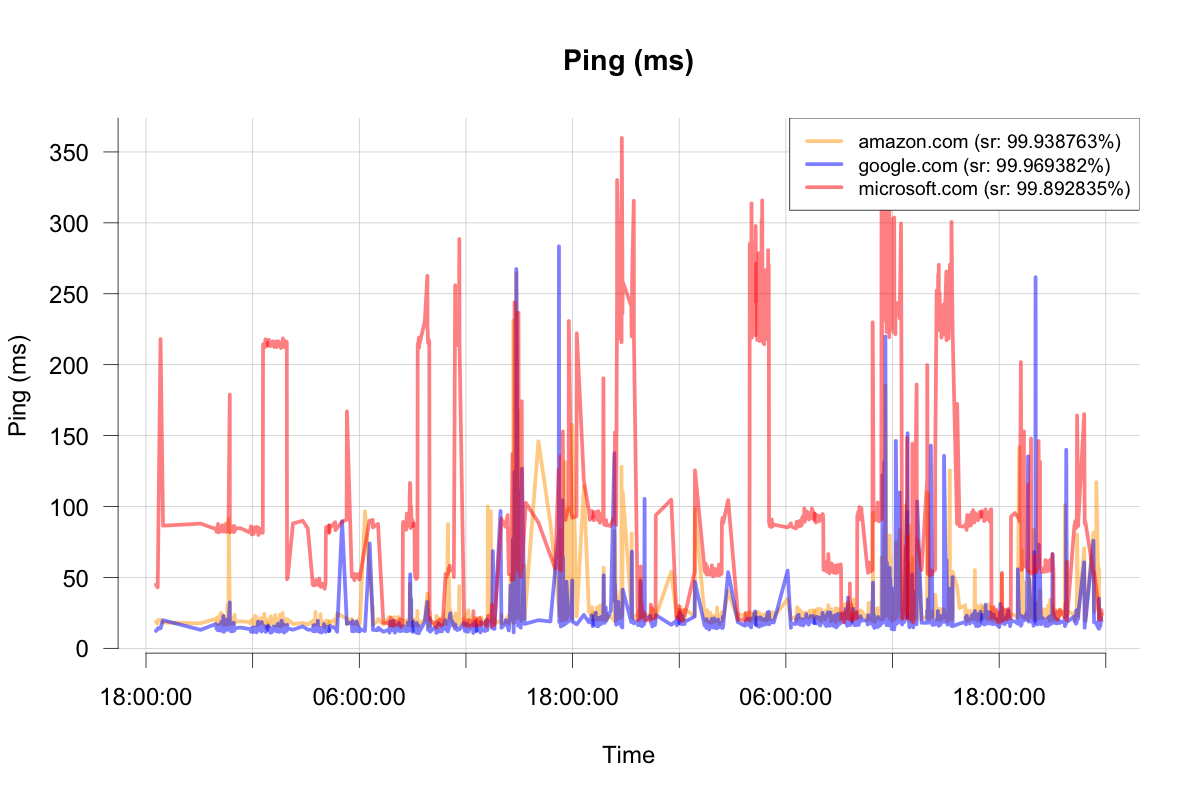 Ping (ms)
amazon.com (sr: 99.938763%)
google.com (sr: 99.969382%)
microsoft.com (sr: 99.892835%)
350
300
250
200
150
100
50
0
Ping (ms)
18:00:00 06:00:00 18:00:00 06:00:00 18:00:00
Time